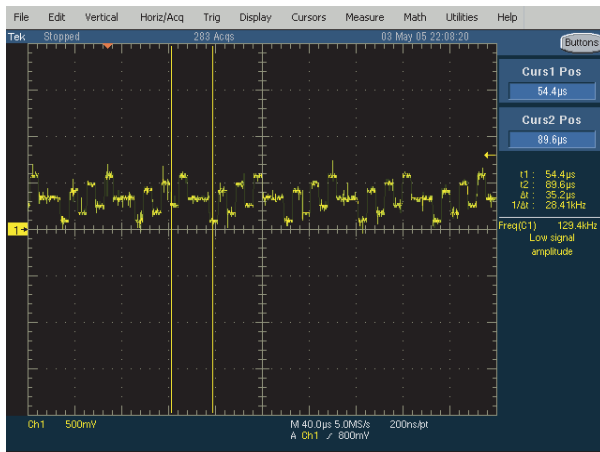 File Edit Vertical Horiz/Acq Trig Display Cursors Measure Math Utilities Help
Tek Stopped 283 Acqs 03 May 05 22:08:20
Buttons
Curs1 Pos
54.4µs
Curs2 Pos
89.6µs
t1 : 54.4µs
t2 : 89.6µs
Δt : 35.2µs
1/Δt : 28.41kHz
1
Freq(C1) 129.4kHz
Low signal
amplitude
Ch1 500mV M 40.0µs 5.0MS/s 200ns/pt
A Ch1 / 800mV